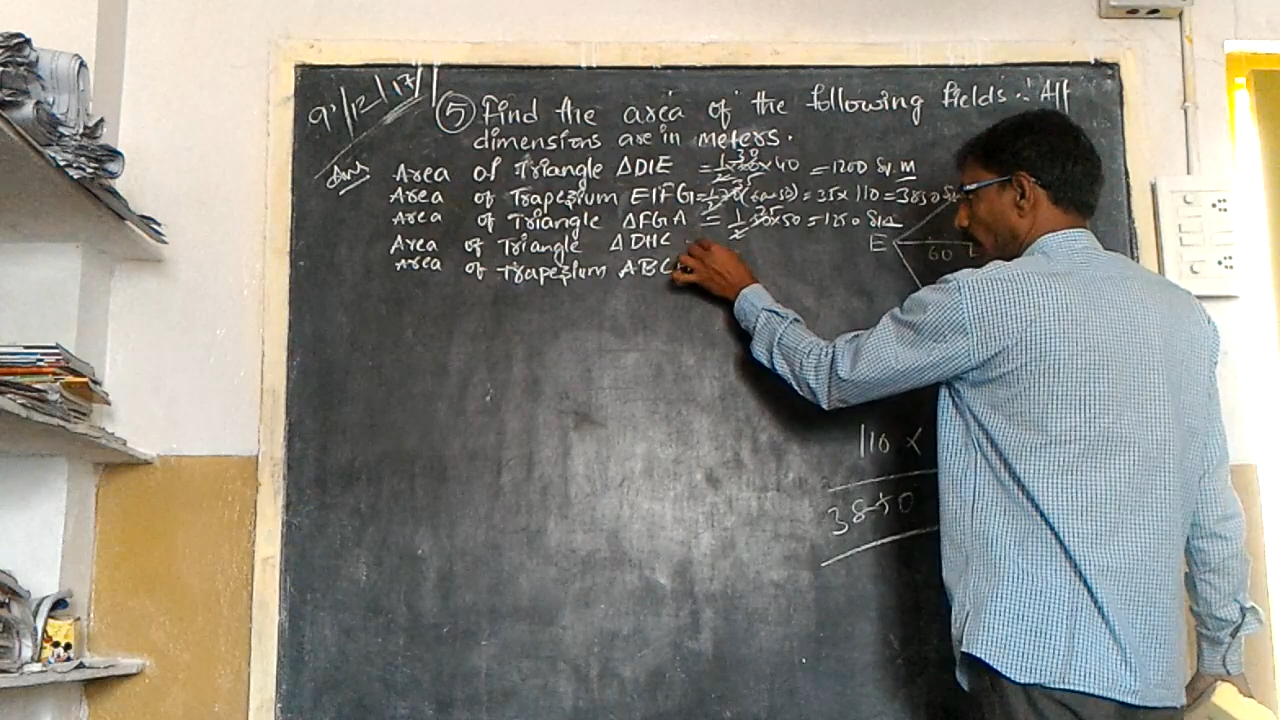 9/12/17
⑤ Find the area of the following fields. All
dimensions are in meters.
Ans Area of Triangle ΔDIE = 1/2 × 60 × 40 = 1200 Sq. m
Area of Trapezium EIFG = 1/2 × 70 (60+50) = 35 × 110 = 3850 Sq
Area of Triangle ΔFGA = 1/2 × 50 × 50 = 1250 Sq
Area of Triangle ΔDHC
Area of Trapezium ABC
E 60
110 ×
3850